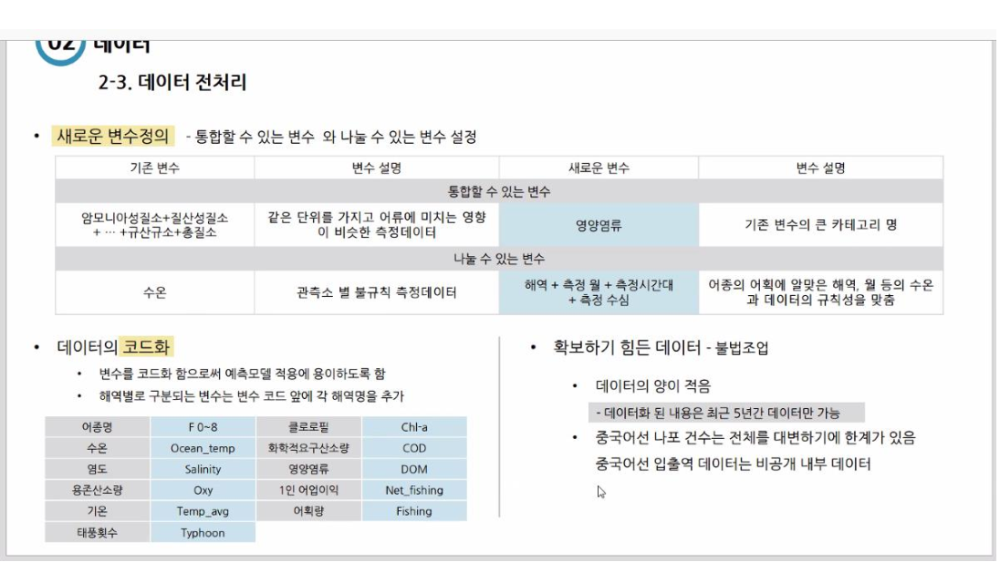 02 데이터
2-3. 데이터 전처리
• 새로운 변수정의 - 통합할 수 있는 변수 와 나눌 수 있는 변수 설정
기존 변수 변수 설명 새로운 변수 변수 설명
통합할 수 있는 변수
암모니아성질소+질산성질소
+ … +규산규소+총질소
같은 단위를 가지고 어류에 미치는 영향
이 비슷한 측정데이터
영양염류
기존 변수의 큰 카테고리 명
나눌 수 있는 변수
수온
관측소 별 불규칙 측정데이터
해역 + 측정 월 + 측정시간대
+ 측정 수심
어종의 어획에 알맞은 해역, 월 등의 수온
과 데이터의 규칙성을 맞춤
• 데이터의 코드화
• 변수를 코드화 함으로써 예측모델 적용에 용이하도록 함
• 해역별로 구분되는 변수는 변수 코드 앞에 각 해역명을 추가
어종명 F 0~8 클로로필 Chl-a
수온 Ocean_temp 화학적요구산소량 COD
염도 Salinity 영양염류 DOM
용존산소량 Oxy 1인 어업이익 Net_fishing
기온 Temp_avg 어획량 Fishing
태풍횟수 Typhoon
• 확보하기 힘든 데이터 - 불법조업
• 데이터의 양이 적음
- 데이터화 된 내용은 최근 5년간 데이터만 가능
• 중국어선 나포 건수는 전체를 대변하기에 한계가 있음
중국어선 입출역 데이터는 비공개 내부 데이터